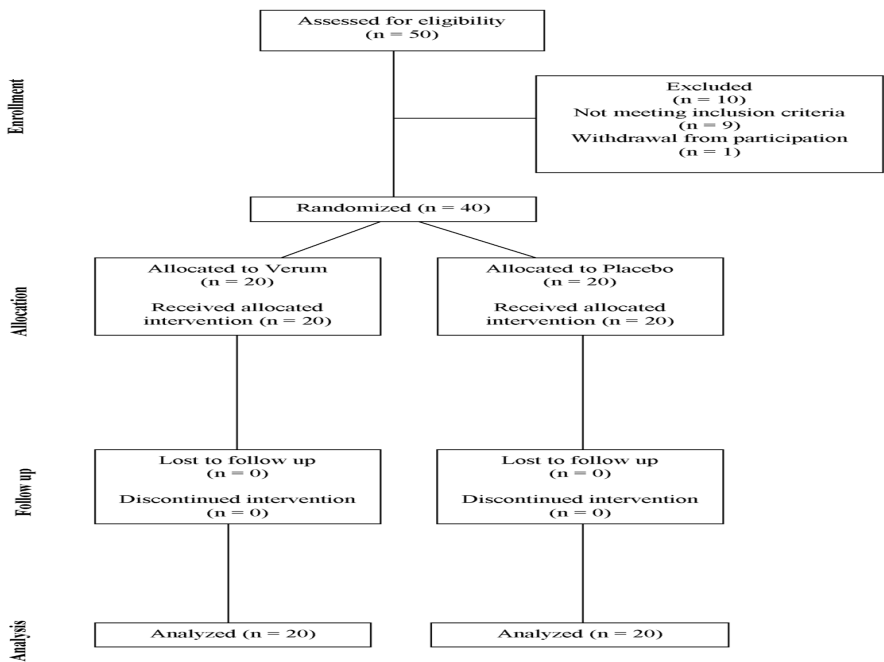 Assessed for eligibility
(n = 50)
Enrollment
Excluded
(n = 10)
Not meeting inclusion criteria
(n = 9)
Withdrawal from participation
(n = 1)
Randomized (n = 40)
Allocation
Allocated to Verum
(n = 20)
Received allocated
intervention (n = 20)
Allocated to Placebo
(n = 20)
Received allocated
intervention (n = 20)
Follow up
Lost to follow up
(n = 0)
Discontinued intervention
(n = 0)
Lost to follow up
(n = 0)
Discontinued intervention
(n = 0)
Analysis
Analyzed (n = 20)
Analyzed (n = 20)